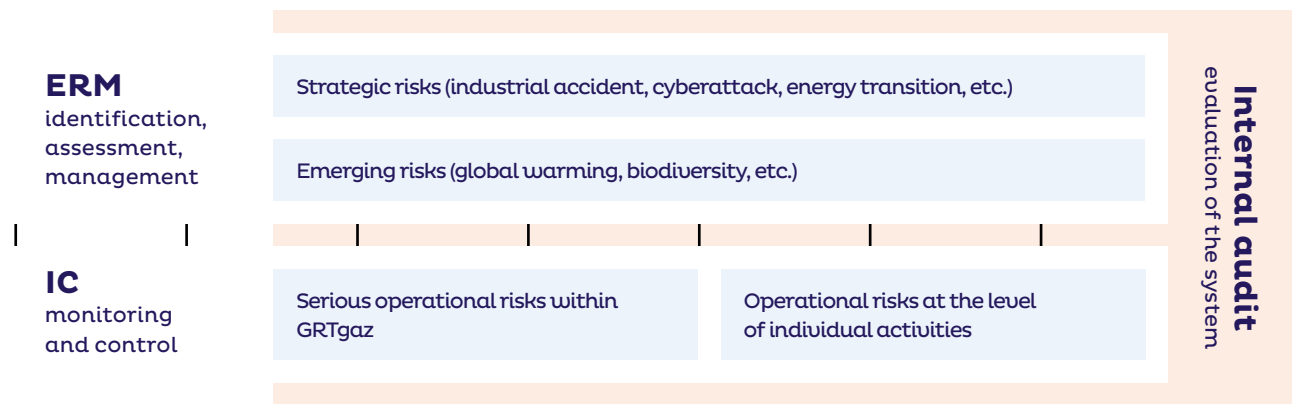 ERM
identification,
assessment,
management
Strategic risks (industrial accident, cyberattack, energy transition, etc.)
Emerging risks (global warming, biodiversity, etc.)
IC
monitoring
and control
Serious operational risks within
GRTgaz
Operational risks at the level
of individual activities
Internal audit
evaluation of the system